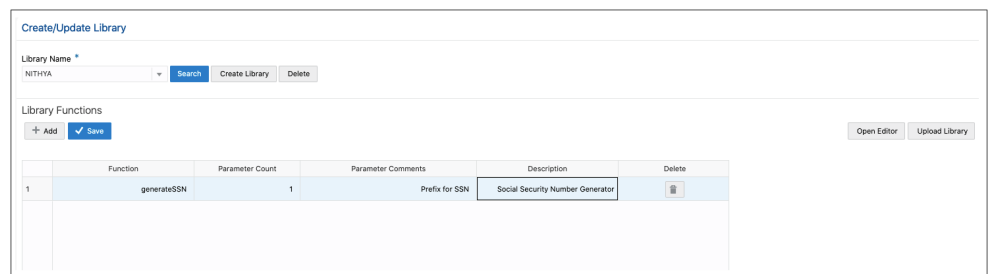 Create/Update Library
Library Name *
NITHYA Search Create Library Delete
Library Functions
+ Add Save Open Editor Upload Library
Function Parameter Count Parameter Comments Description Delete
1 generateSSN 1 Prefix for SSN Social Security Number Generator